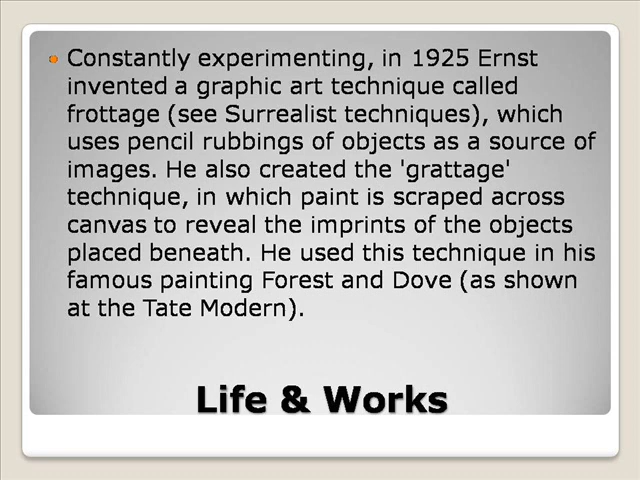 Constantly experimenting, in 1925 Ernst
invented a graphic art technique called
frottage (see Surrealist techniques), which
uses pencil rubbings of objects as a source of
images. He also created the 'grattage'
technique, in which paint is scraped across
canvas to reveal the imprints of the objects
placed beneath. He used this technique in his
famous painting Forest and Dove (as shown
at the Tate Modern).
Life & Works